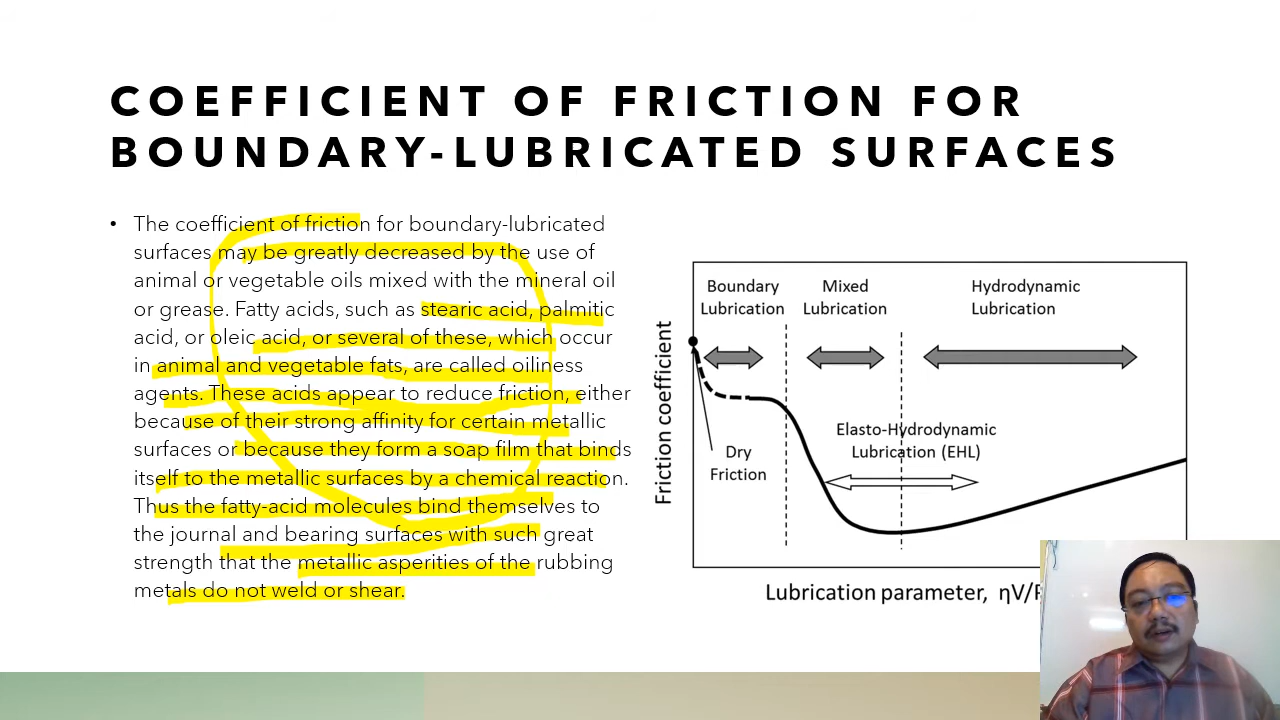 COEFFICIENT OF FRICTION FOR
BOUNDARY-LUBRICATED SURFACES
• The coefficient of friction for boundary-lubricated
surfaces may be greatly decreased by the use of
animal or vegetable oils mixed with the mineral oil
or grease. Fatty acids, such as stearic acid, palmitic
acid, or oleic acid, or several of these, which occur
in animal and vegetable fats, are called oiliness
agents. These acids appear to reduce friction, either
because of their strong affinity for certain metallic
surfaces or because they form a soap film that binds
itself to the metallic surfaces by a chemical reaction.
Thus the fatty-acid molecules bind themselves to
the journal and bearing surfaces with such great
strength that the metallic asperities of the rubbing
metals do not weld or shear.
Friction coefficient
Boundary
Lubrication
Mixed
Lubrication
Hydrodynamic
Lubrication
Elasto-Hydrodynamic
Lubrication (EHL)
Dry
Friction
Lubrication parameter, ηV/